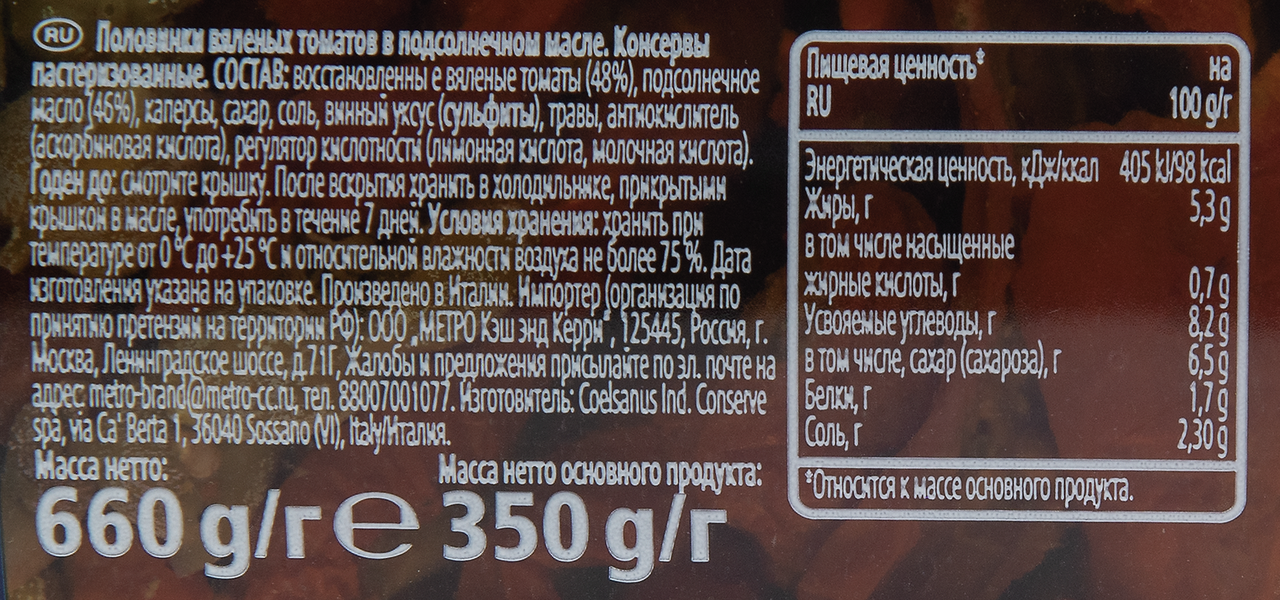 RU Половинки вяленых томатов в подсолнечном масле. Консервы
пастеризованные. СОСТАВ: восстановленны е вяленые томаты (48%), подсолнечное
масло (46%), каперсы, сахар, соль, винный уксус (сульфиты), травы, антиокислитель
(аскорбиновая кислота), регулятор кислотности (лимонная кислота, молочная кислота).
Годен до: смотрите крышку. После вскрытия хранить в холодильнике, прикрытыми
крышкой в масле, употребить в течение 7 дней. Условия хранения: хранить при
температуре от 0 °C до +25 °C и относительной влажности воздуха не более 75 %. Дата
изготовления указана на упаковке. Произведено в Италии. Импортер (организация по
принятию претензий на территории РФ): ООО „МЕТРО Кэш энд Керри", 125445, Россия, г.
Москва, Ленинградское шоссе, д.71Г, Жалобы и предложения присылайте по эл. почте на
адрес: metro-brand@metro-cc.ru, тел. 88007001077. Изготовитель: Coelsanus Ind. Conserve
spa, via Ca' Berta 1, 36040 Sossano (VI), Italy/Италия.
Масса нетто: Масса нетто основного продукта:
660 g/г e 350 g/г
Пищевая ценность* на
RU 100 g/г
Энергетическая ценность, кДж/ккал 405 kJ/98 kcal
Жиры, г 5,3 g
в том числе насыщенные
жирные кислоты, г 0,7 g
Усвояемые углеводы, г 8,2 g
в том числе, сахар (сахароза), г 6,5 g
Белки, г 1,7 g
Соль, г 2,30 g
*Относится к массе основного продукта.